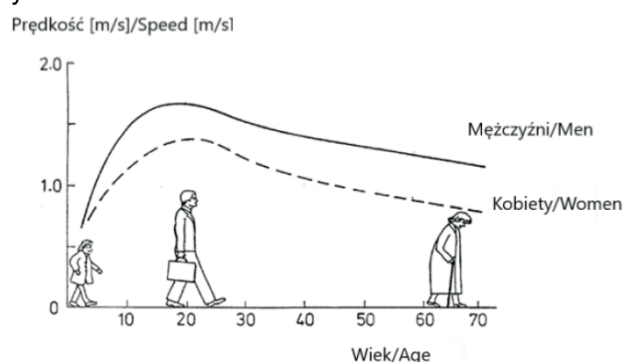 Prędkość [m/s]/Speed [m/s]
2.0
Mężczyźni/Men
1.0
Kobiety/Women
0
10 20 30 40 50 60 70
Wiek/Age